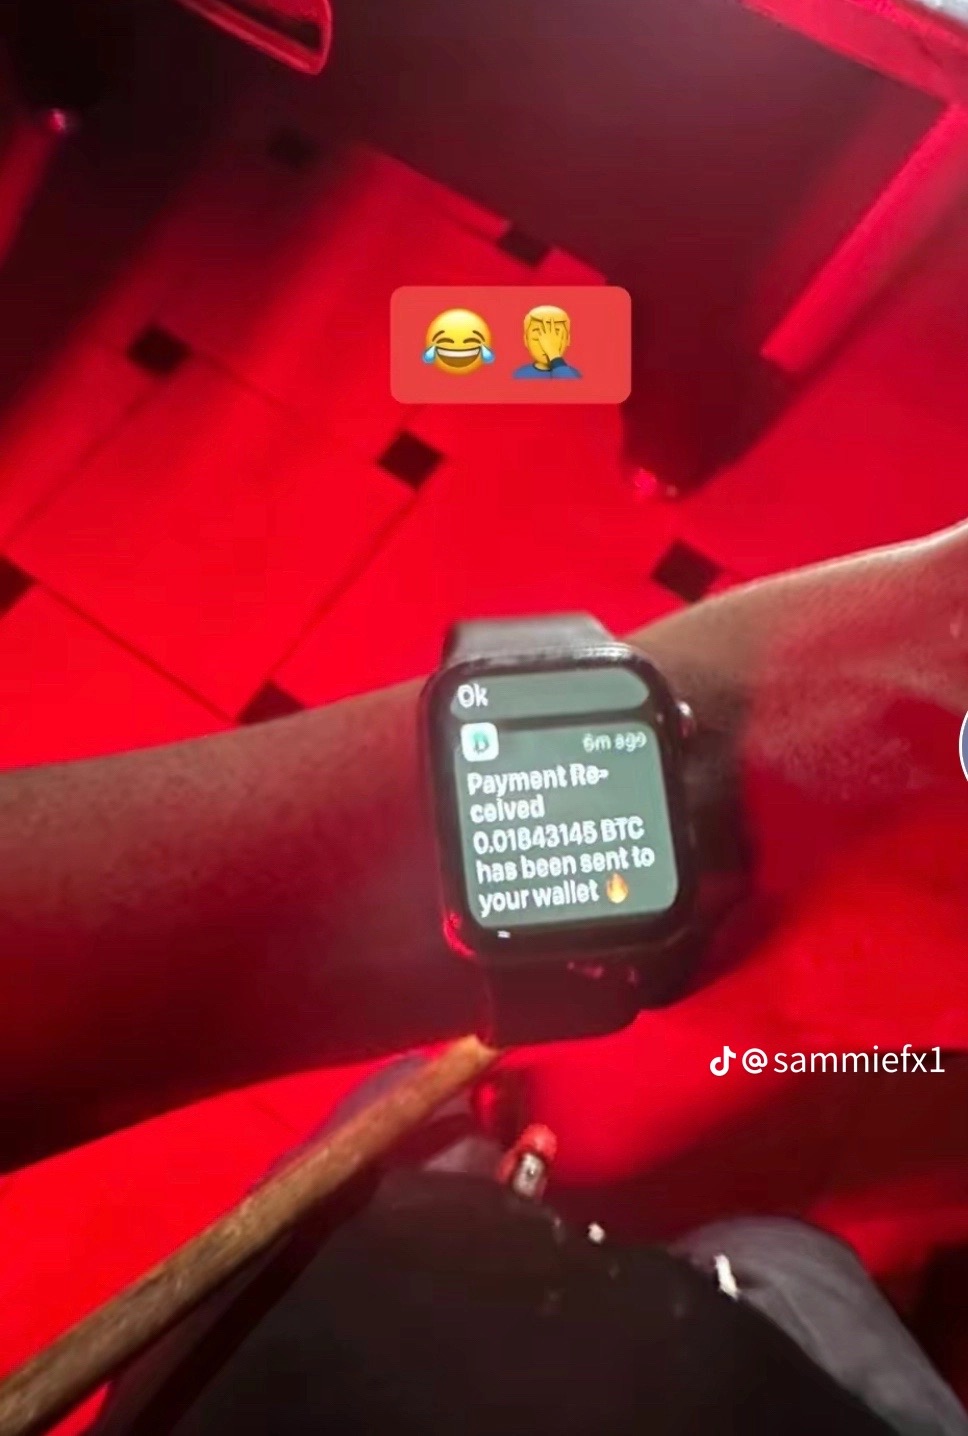 😂 🤦‍♂️
Ok
6m ago
Payment Re-
ceived
0.01843145 BTC
has been sent to
your wallet 🔥
@sammiefx1